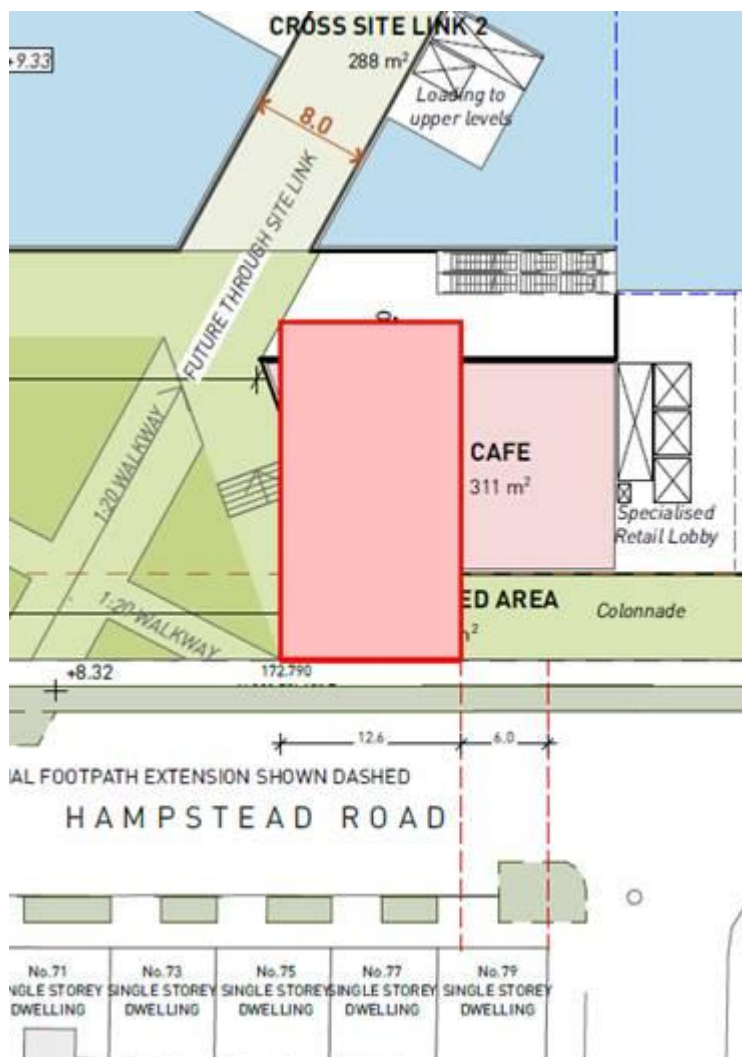 CROSS SITE LINK 2
288 m²
+9.33
Loading to
upper levels
8.0
FUTURE THROUGH SITE LINK
1:20 WALKWAY
CAFE
311 m²
Specialised
Retail Lobby
1:20 WALKWAY
ED AREA
Colonnade
+8.32
172.790
12.6
6.0
AL FOOTPATH EXTENSION SHOWN DASHED
HAMPSTEAD ROAD
No.71
NGLE STOREY
DWELLING
No.73
SINGLE STOREY
DWELLING
No.75
SINGLE STOREY
DWELLING
No.77
SINGLE STOREY
DWELLING
No.79
SINGLE STOREY
DWELLING